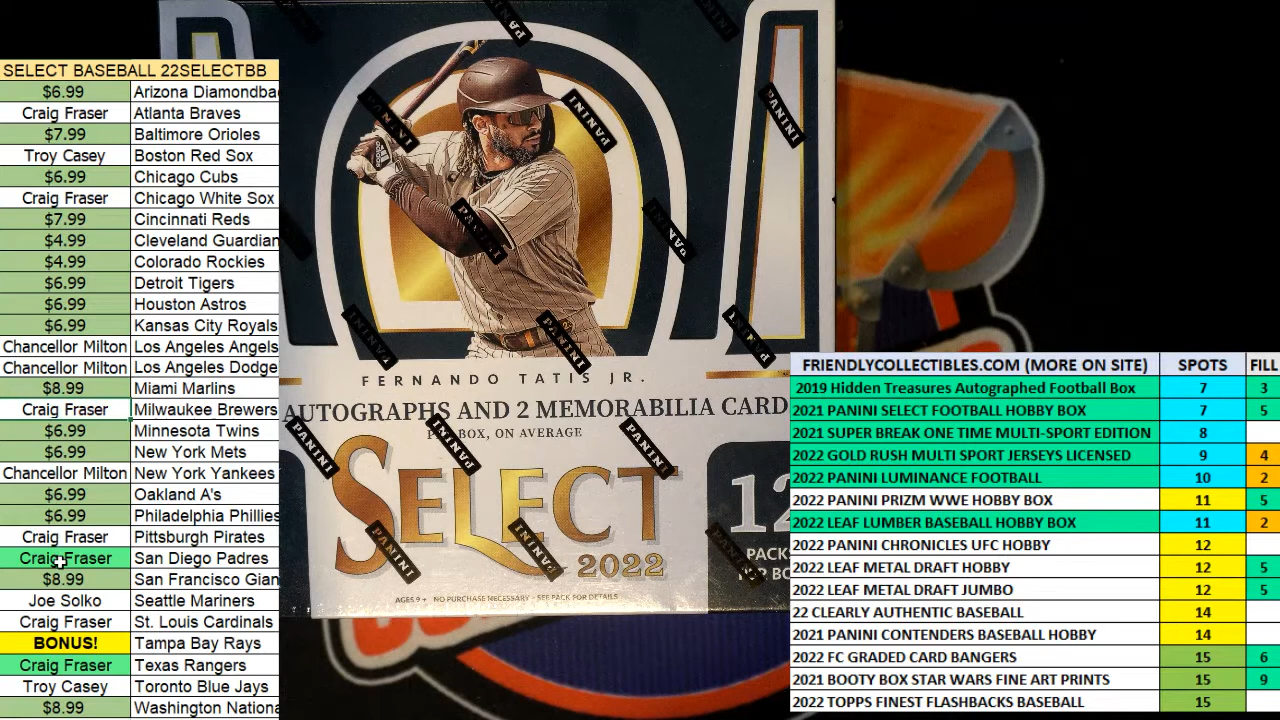 SELECT BASEBALL 22SELECTBB
$6.99 Arizona Diamondba
Craig Fraser Atlanta Braves
$7.99 Baltimore Orioles
Troy Casey Boston Red Sox
$6.99 Chicago Cubs
Craig Fraser Chicago White Sox
$7.99 Cincinnati Reds
$4.99 Cleveland Guardian
$4.99 Colorado Rockies
$6.99 Detroit Tigers
$6.99 Houston Astros
$6.99 Kansas City Royals
Chancellor Milton Los Angeles Angels
Chancellor Milton Los Angeles Dodge
$8.99 Miami Marlins
Craig Fraser Milwaukee Brewers
$6.99 Minnesota Twins
$6.99 New York Mets
Chancellor Milton New York Yankees
$6.99 Oakland A's
$6.99 Philadelphia Phillies
Craig Fraser Pittsburgh Pirates
Craig Fraser San Diego Padres
$8.99 San Francisco Gian
Joe Solko Seattle Mariners
Craig Fraser St. Louis Cardinals
BONUS! Tampa Bay Rays
Craig Fraser Texas Rangers
Troy Casey Toronto Blue Jays
$8.99 Washington Nationa
PANINI
PANINI
PANINI
PANINI
PANINI
PANINI
PANINI
PANINI
PANINI
FERNANDO TATIS JR.
AUTOGRAPHS AND 2 MEMORABILIA CARD
BOX, ON AVERAGE
PANINI
PANINI
PANINI
SELECT
2022
PANINI
PANINI
12
PACK
AGES 9+ NO PURCHASE NECESSARY - SEE PACK FOR DETAILS
FRIENDLYCOLLECTIBLES.COM (MORE ON SITE) SPOTS FILL
2019 Hidden Treasures Autographed Football Box 7 3
2021 PANINI SELECT FOOTBALL HOBBY BOX 7 5
2021 SUPER BREAK ONE TIME MULTI-SPORT EDITION 8
2022 GOLD RUSH MULTI SPORT JERSEYS LICENSED 9 4
2022 PANINI LUMINANCE FOOTBALL 10 2
2022 PANINI PRIZM WWE HOBBY BOX 11 5
2022 LEAF LUMBER BASEBALL HOBBY BOX 11 2
2022 PANINI CHRONICLES UFC HOBBY 12
2022 LEAF METAL DRAFT HOBBY 12 5
2022 LEAF METAL DRAFT JUMBO 12 5
22 CLEARLY AUTHENTIC BASEBALL 14
2021 PANINI CONTENDERS BASEBALL HOBBY 14
2022 FC GRADED CARD BANGERS 15 6
2021 BOOTY BOX STAR WARS FINE ART PRINTS 15 9
2022 TOPPS FINEST FLASHBACKS BASEBALL 15